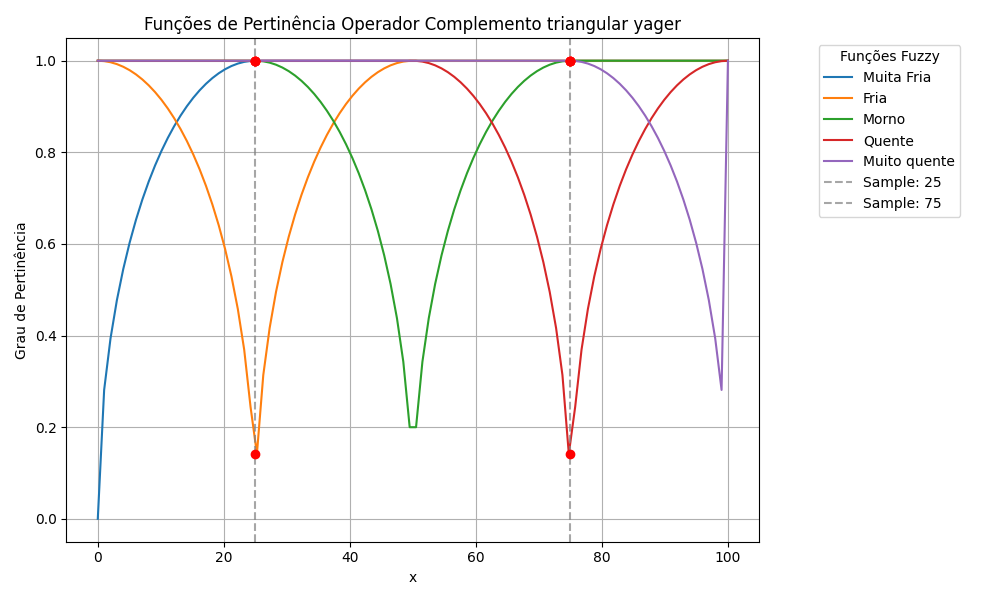 Funções de Pertinência Operador Complemento triangular yager
Grau de Pertinência
1.0
0.8
0.6
0.4
0.2
0.0
0
20
40
60
80
100
x
Funções Fuzzy
Muita Fria
Fria
Morno
Quente
Muito quente
Sample: 25
Sample: 75